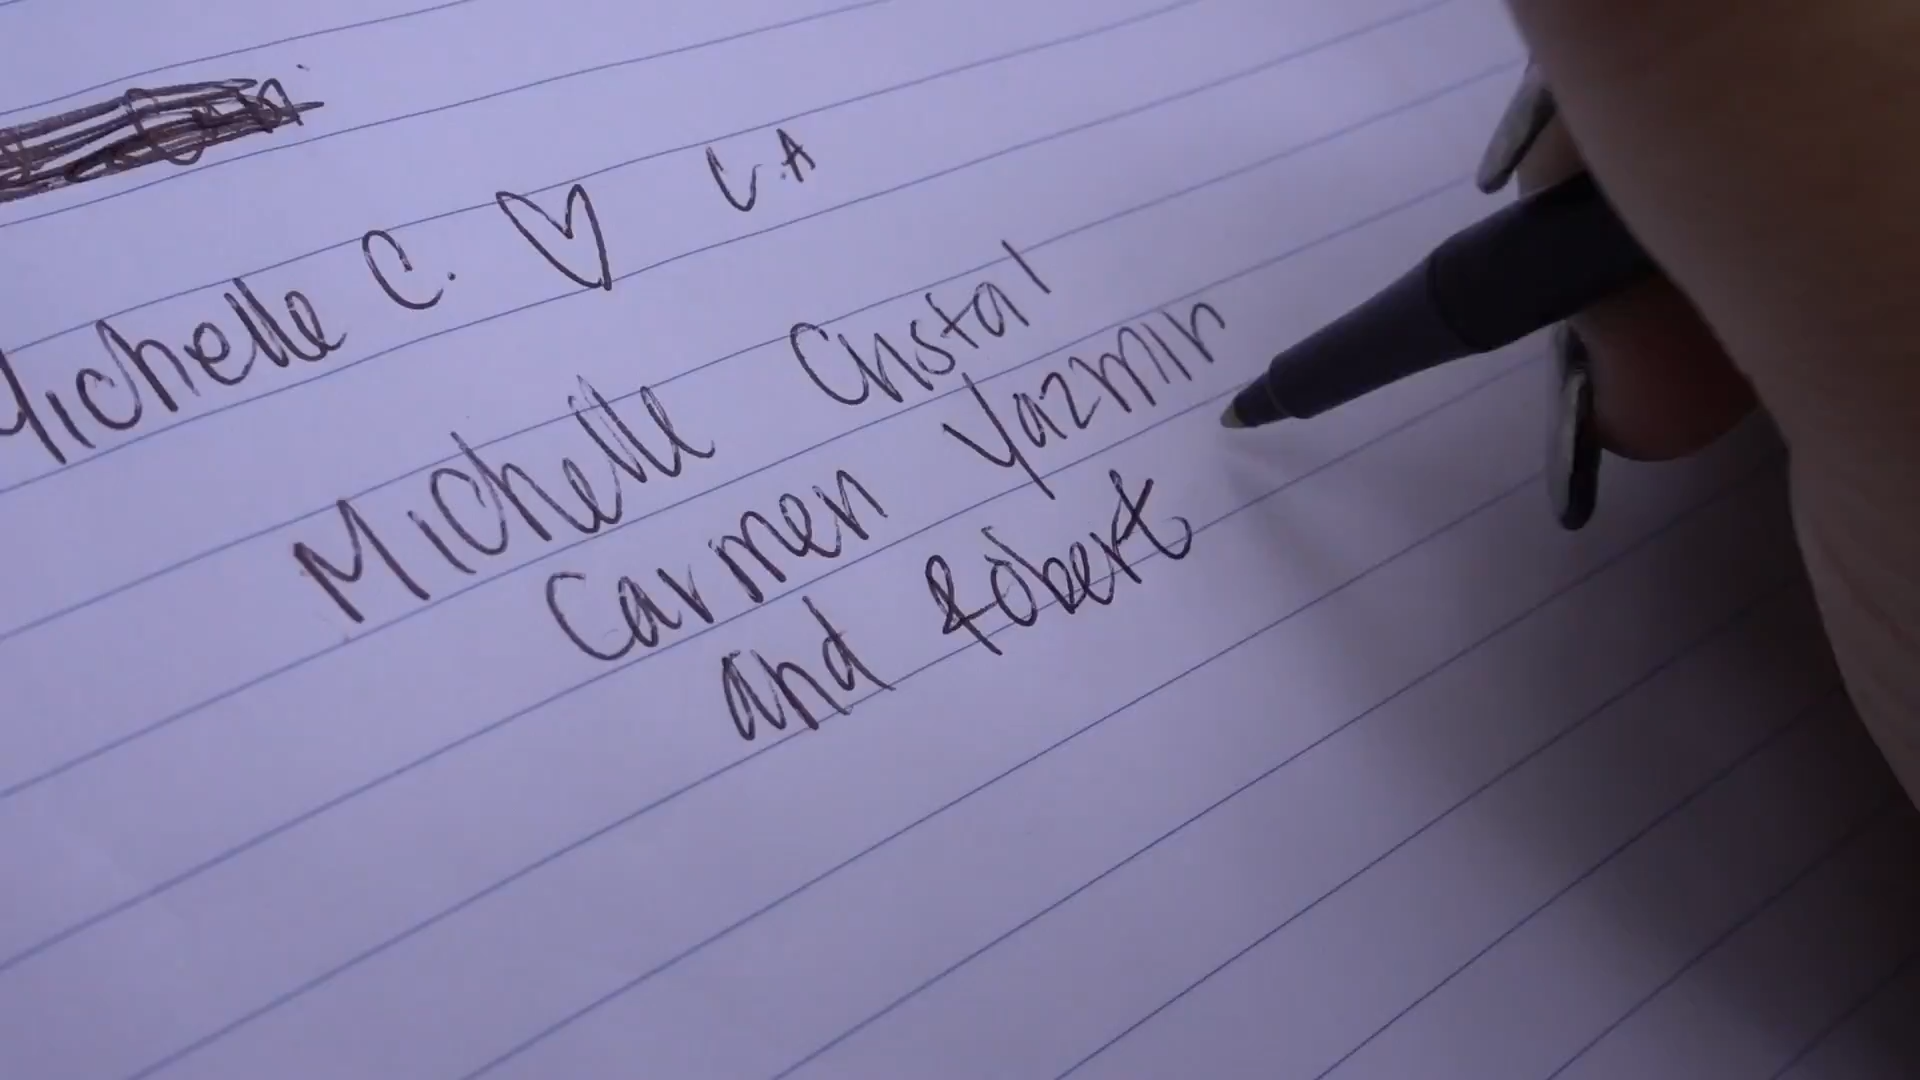 Michelle C. ♡ C.A
Michelle Cristal
Carmen Yazmin
and Robert